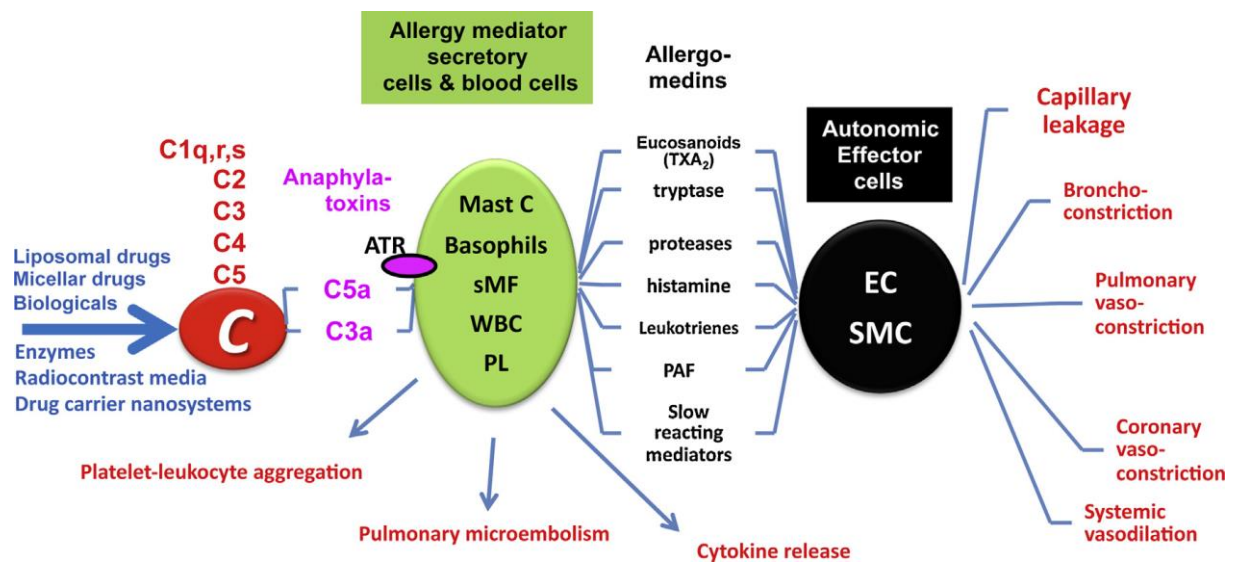 Allergy mediator
secretory
cells & blood cells
Allergo-
medins
Autonomic
Effector
cells
Capillary
leakage
C1q,r,s
C2
C3
C4
C5
Anaphyla-
toxins
ATR
Liposomal drugs
Micellar drugs
Biologicals
Enzymes
Radiocontrast media
Drug carrier nanosystems
C
C5a
C3a
Mast C
Basophils
sMF
WBC
PL
Eucosanoids
(TXA2)
tryptase
proteases
histamine
Leukotrienes
PAF
Slow
reacting
mediators
EC
SMC
Broncho-
constriction
Pulmonary
vaso-
constriction
Coronary
vaso-
constriction
Systemic
vasodilation
Platelet-leukocyte aggregation
Pulmonary microembolism
Cytokine release